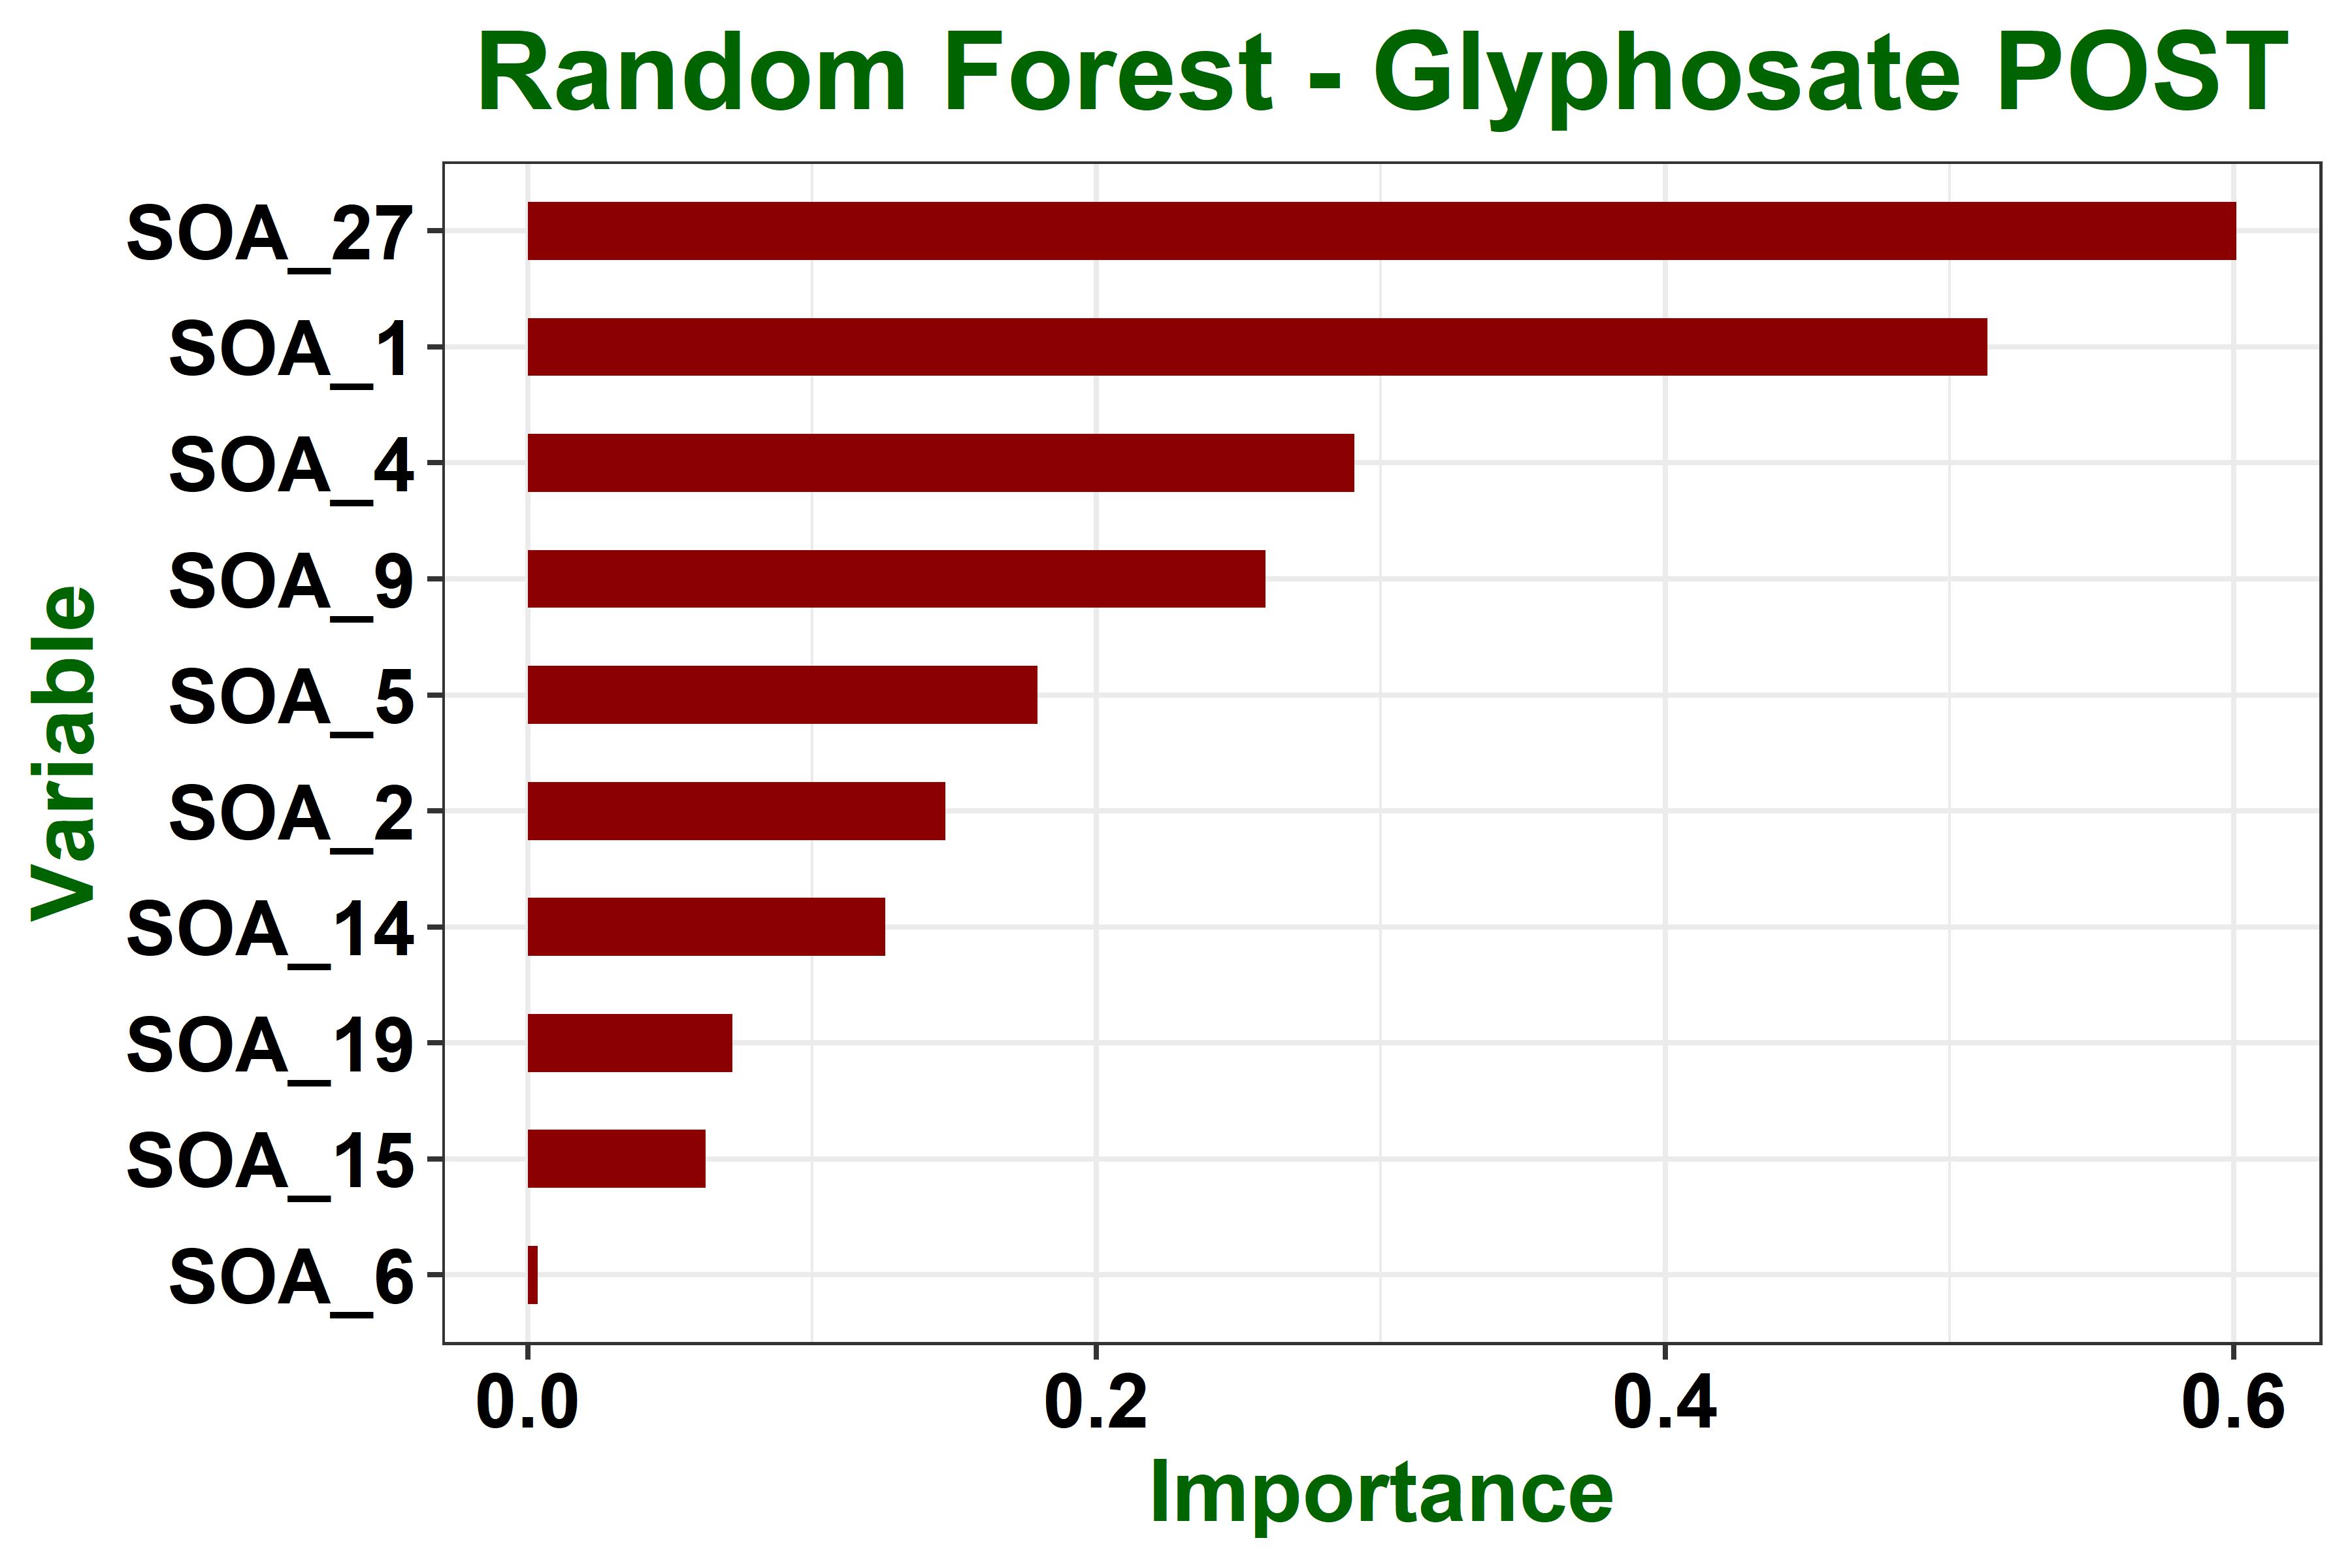 Random Forest - Glyphosate POST
SOA_27
SOA_1
SOA_4
SOA_9
SOA_5
SOA_2
SOA_14
SOA_19
SOA_15
SOA_6
Variable
0.0 0.2 0.4 0.6
Importance